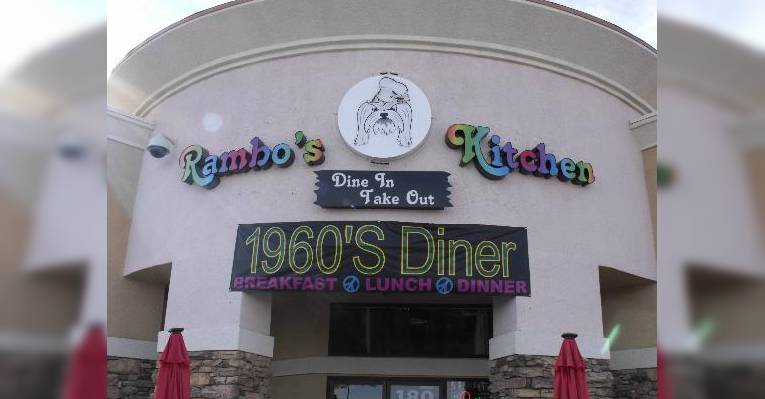 Rambo's Kitchen
Dine In
Take Out
1960'S Diner
BREAKFAST LUNCH DINNER
180